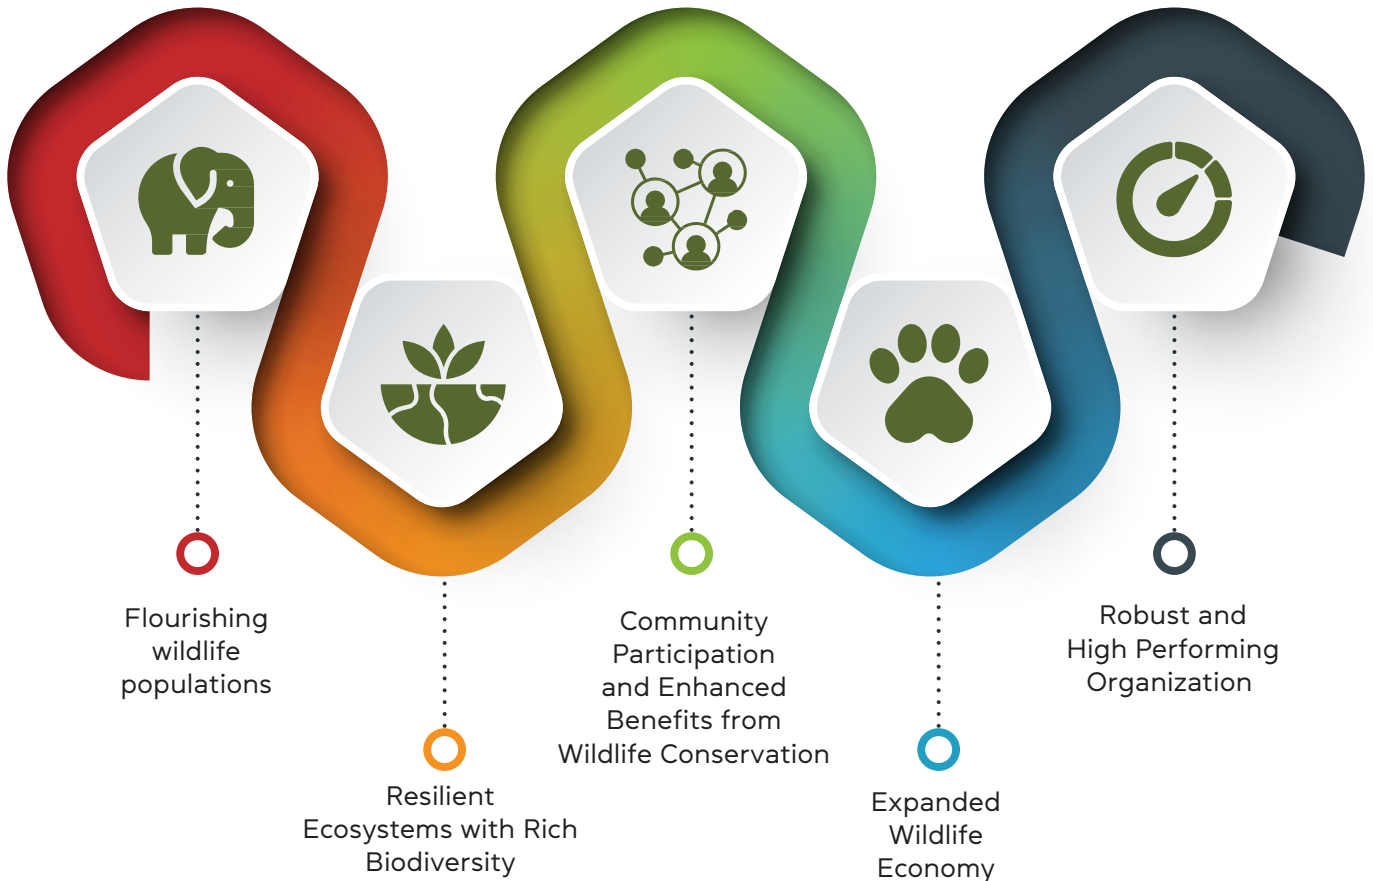 Flourishing
wildlife
populations
Resilient
Ecosystems with Rich
Biodiversity
Community
Participation
and Enhanced
Benefits from
Wildlife Conservation
Expanded
Wildlife
Economy
Robust and
High Performing
Organization